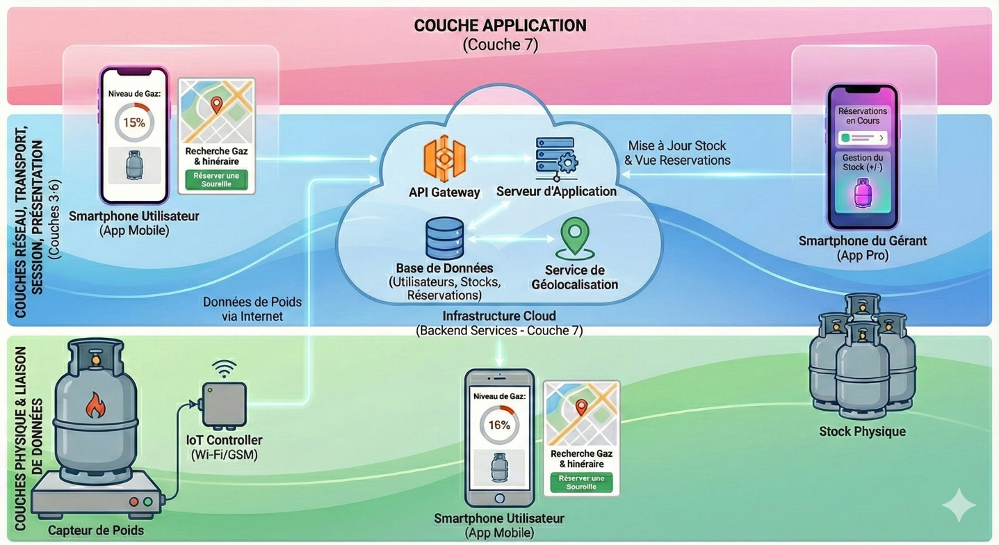 COUCHE APPLICATION
(Couche 7)
Niveau de Gaz:
15%
Recherche Gaz
& hinéraire
Réserver une
Soureille
Smartphone Utilisateur
(App Mobile)
COUCHES RÉSEAU, TRANSPORT,
SESSION, PRÉSENTATION
(Couches 3-6)
API Gateway
Serveur d'Application
Base de Données
(Utilisateurs, Stocks,
Réservations)
Service de
Géolocalisation
Infrastructure Cloud
(Backend Services - Couche 7)
Mise à Jour Stock
& Vue Reservations
Réservations
en Cours
Gestion du
Stock (+/-)
Smartphone du Gérant
(App Pro)
Données de Poids
via Internet
COUCHES PHYSIQUE & LIAISON
DE DONNÉES
IoT Controller
(Wi-Fi/GSM)
Capteur de Poids
Niveau de Gaz:
16%
Recherche Gaz
& hinéraire
Réserver une
Souroille
Smartphone Utilisateur
(App Mobile)
Stock Physique